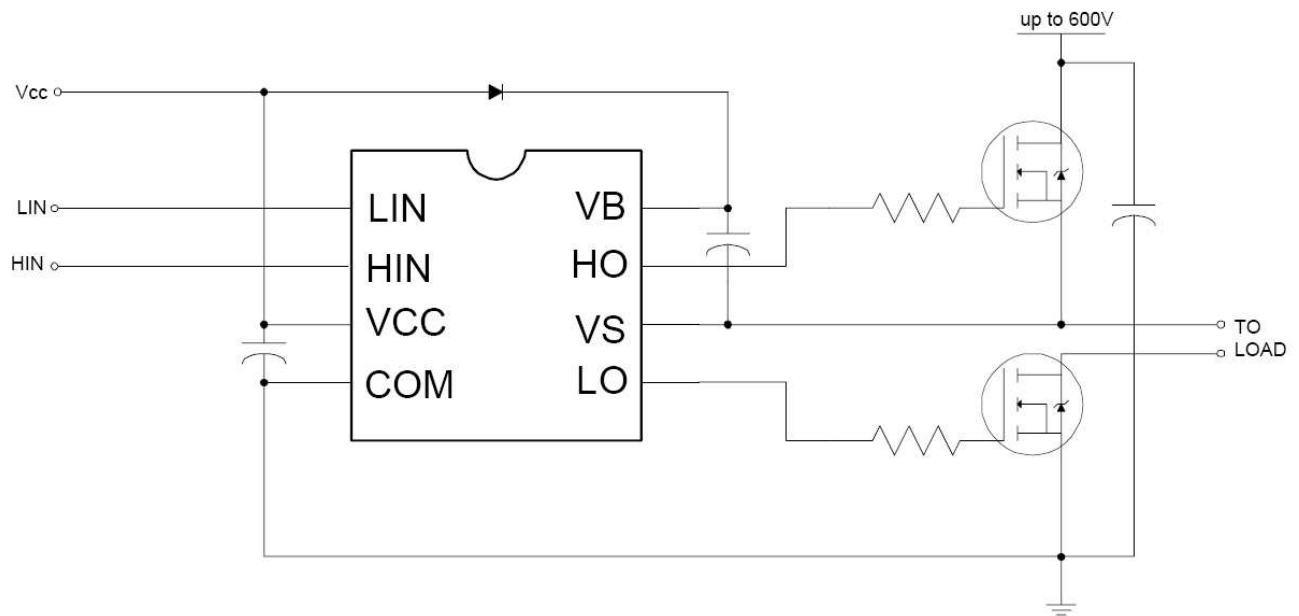 up to 600V
Vcc
LIN
HIN
LIN
HIN
VCC
COM
VB
HO
VS
LO
TO
LOAD